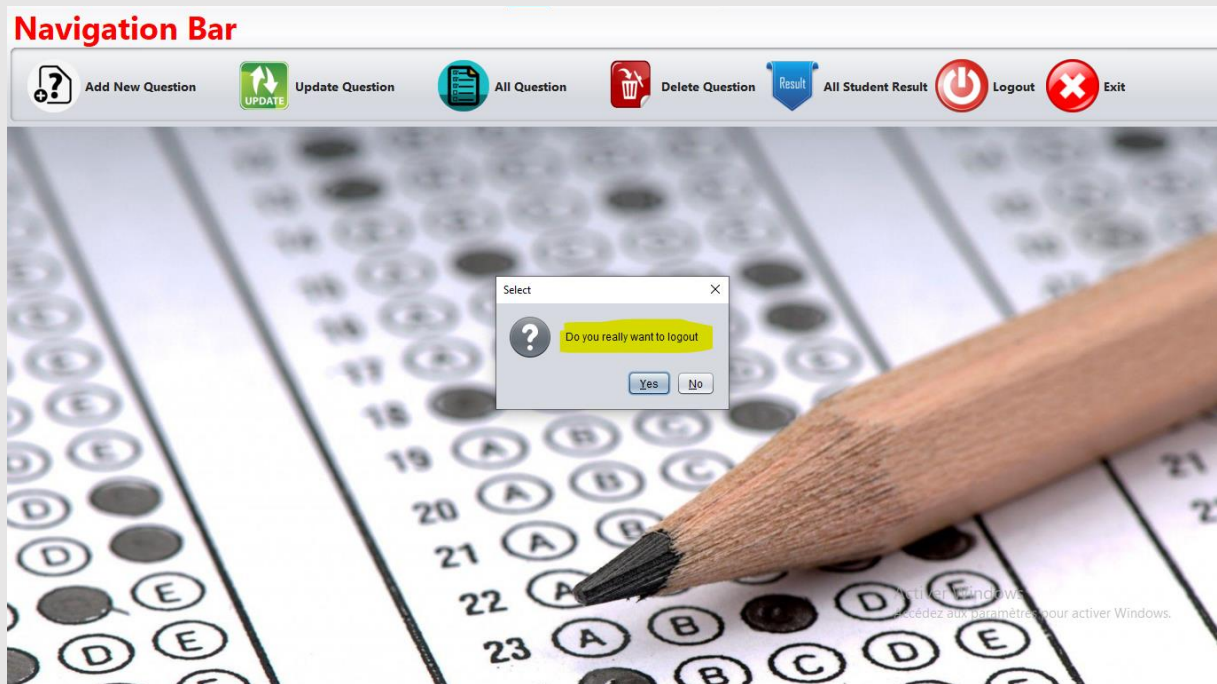 Navigation Bar
Add New Question
UPDATE
Update Question
All Question
Delete Question
Result
All Student Result
Logout
Exit
Select
Do you really want to logout
Yes
No
17
18
19 A B C
20 A B C
21 A B
22 A
23 A B
D E
B C D E
E
E
D
D
E
D E
21
Activer Windows
Accédez aux paramètres pour activer Windows.